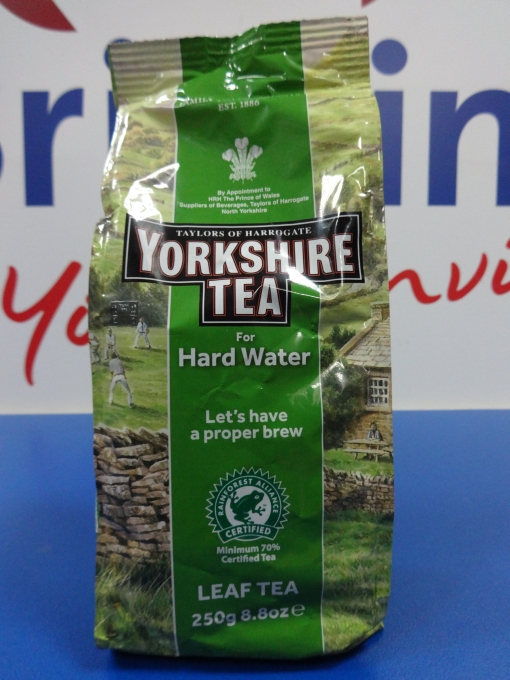 EST. 1886
By Appointment to
HRH The Prince of Wales
Suppliers of Beverages, Taylors of Harrogate
North Yorkshire
TAYLORS OF HARROGATE
YORKSHIRE
TEA
For
Hard Water
Let's have
a proper brew
RAINFOREST ALLIANCE
CERTIFIED
Minimum 70%
Certified Tea
LEAF TEA
250g 8.8oz e